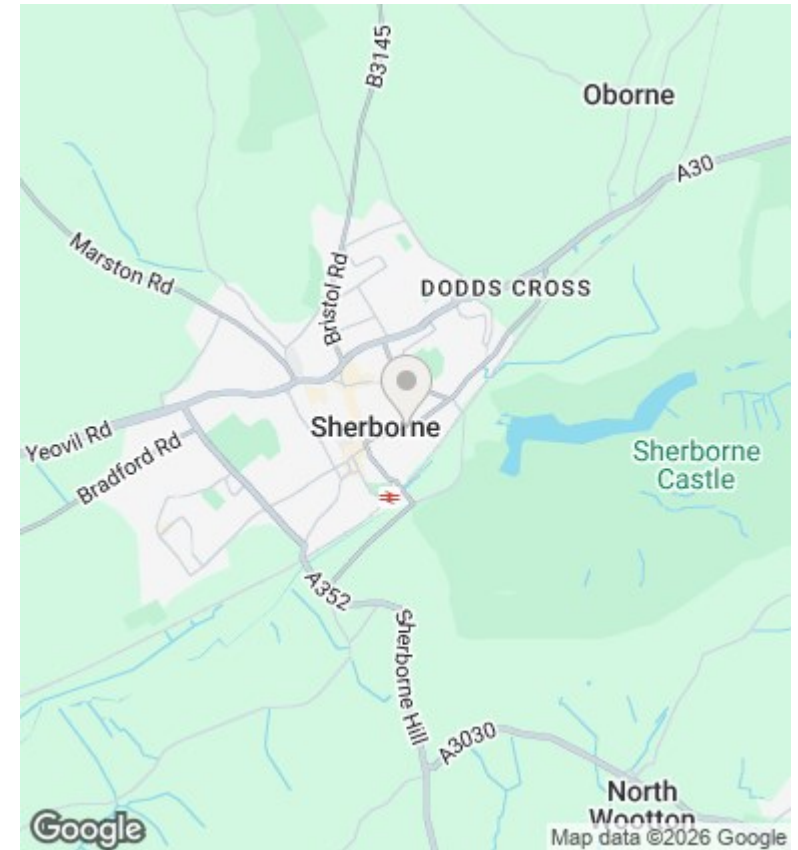 B3145
Oborne
A30
Marston Rd
Bristol Rd
DODDS CROSS
Sherborne
Yeovil Rd
Bradford Rd
Sherborne
Castle
A352
Sherborne Hill
A3030
North
Wootton
Google
Map data ©2026 Google